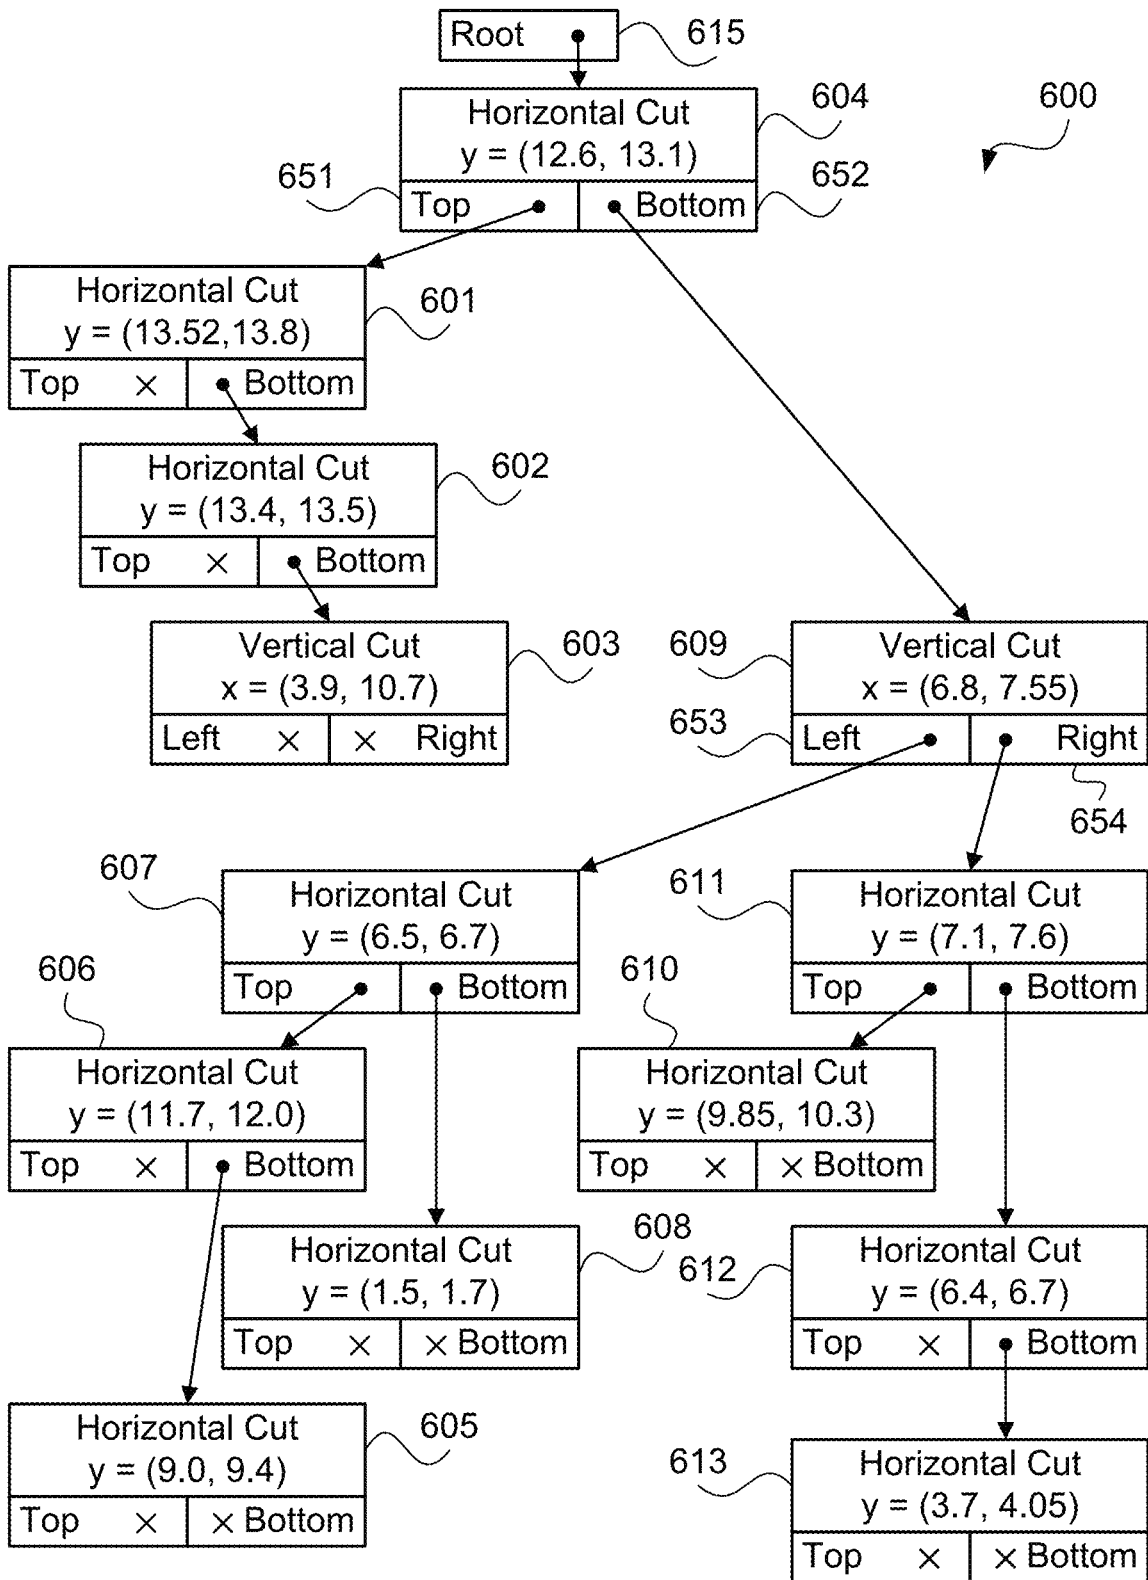 Root
615
Horizontal Cut
y = (12.6, 13.1)
604
600
651
Top
Bottom
652
Horizontal Cut
y = (13.52,13.8)
601
Top ×
Bottom
Horizontal Cut
y = (13.4, 13.5)
602
Top ×
Bottom
Vertical Cut
x = (3.9, 10.7)
603
Left ×
× Right
609
Vertical Cut
x = (6.8, 7.55)
653
Left
Right
654
607
Horizontal Cut
y = (6.5, 6.7)
Top
Bottom
611
Horizontal Cut
y = (7.1, 7.6)
Top
Bottom
606
Horizontal Cut
y = (11.7, 12.0)
Top ×
Bottom
610
Horizontal Cut
y = (9.85, 10.3)
Top ×
× Bottom
608
Horizontal Cut
y = (1.5, 1.7)
Top ×
× Bottom
612
Horizontal Cut
y = (6.4, 6.7)
Top ×
Bottom
Horizontal Cut
y = (9.0, 9.4)
605
Top ×
× Bottom
613
Horizontal Cut
y = (3.7, 4.05)
Top ×
× Bottom